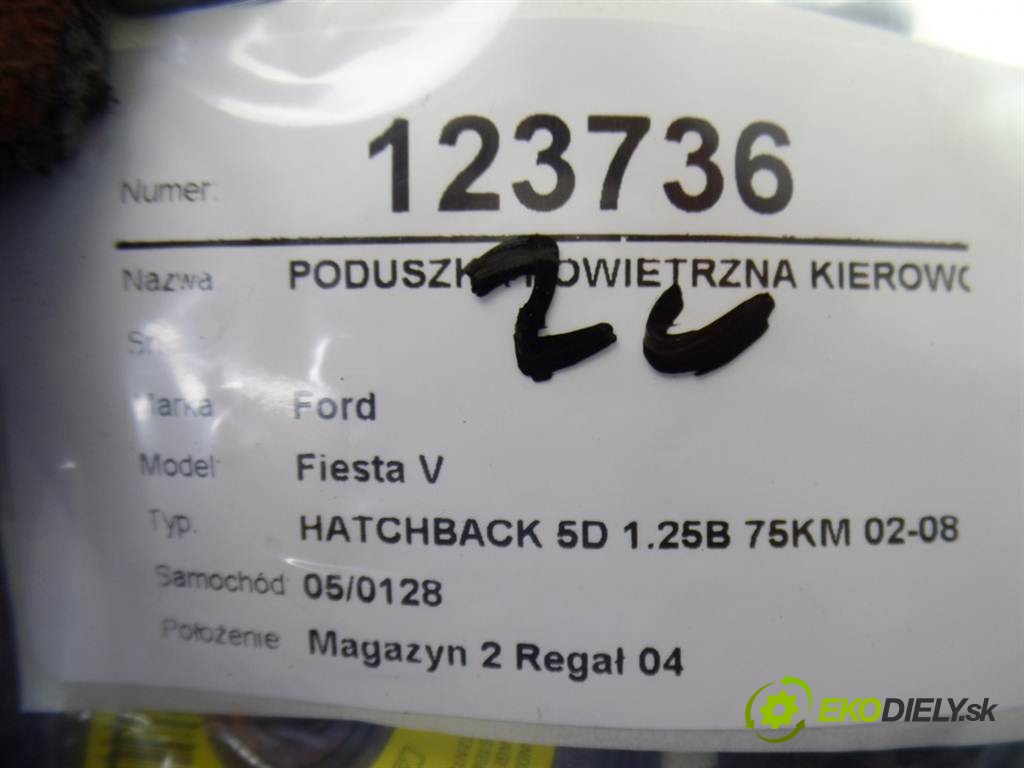 Numer: 123736
Nazwa PODUSZKA POWIETRZNA KIEROWC
Marka Ford
Model Fiesta V
Typ. HATCHBACK 5D 1.25B 75KM 02-08
Samochód 05/0128
Położenie Magazyn 2 Regał 04
EKODIELY.sk